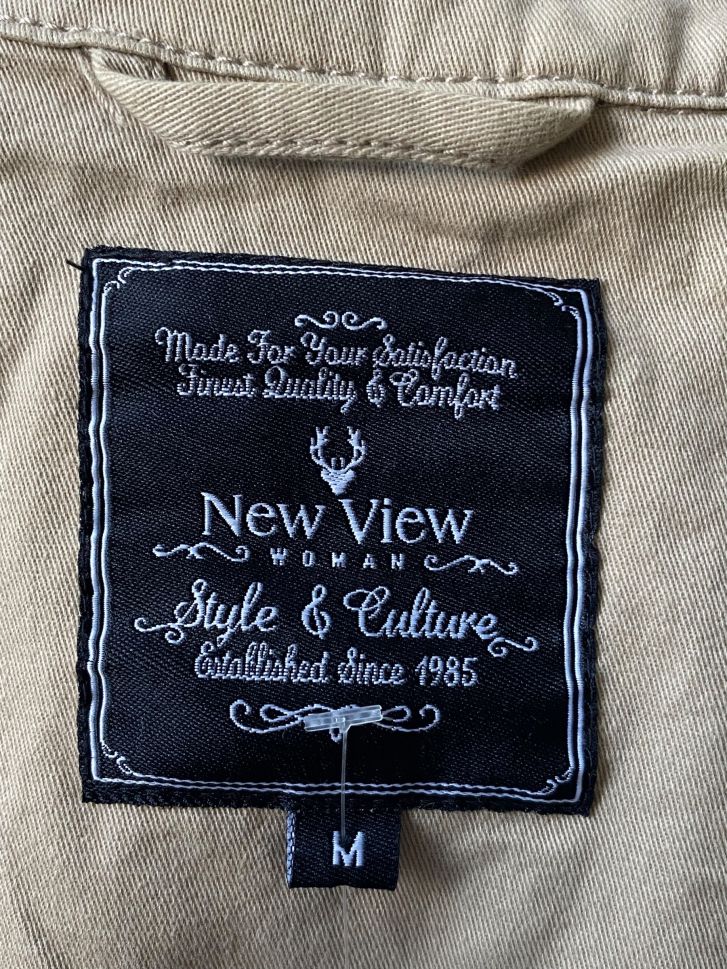 Made For Your Satisfaction
Finest Quality & Comfort
New View
WOMAN
Style & Culture
Established Since 1985
M